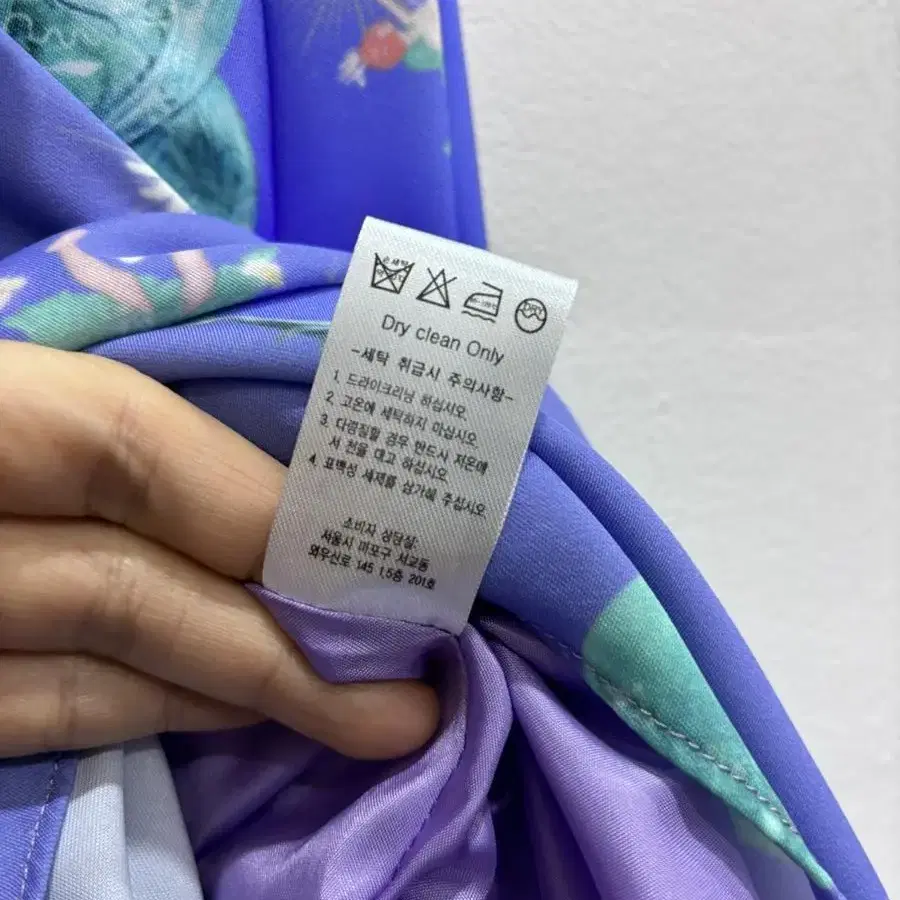 DRY
Dry clean Only
-세탁 취급시 주의사항-
1. 드라이크리닝 하십시오.
2. 고온에 세탁하지 마십시오.
3. 다령질할 경우 반드시 저온에
서 천을 대고 하십시오.
4. 표백성 세제를 삼가해 주십시오.
소비자 상담실.
서울시 마포구 서교동
와우산로 145 1,5층 201호